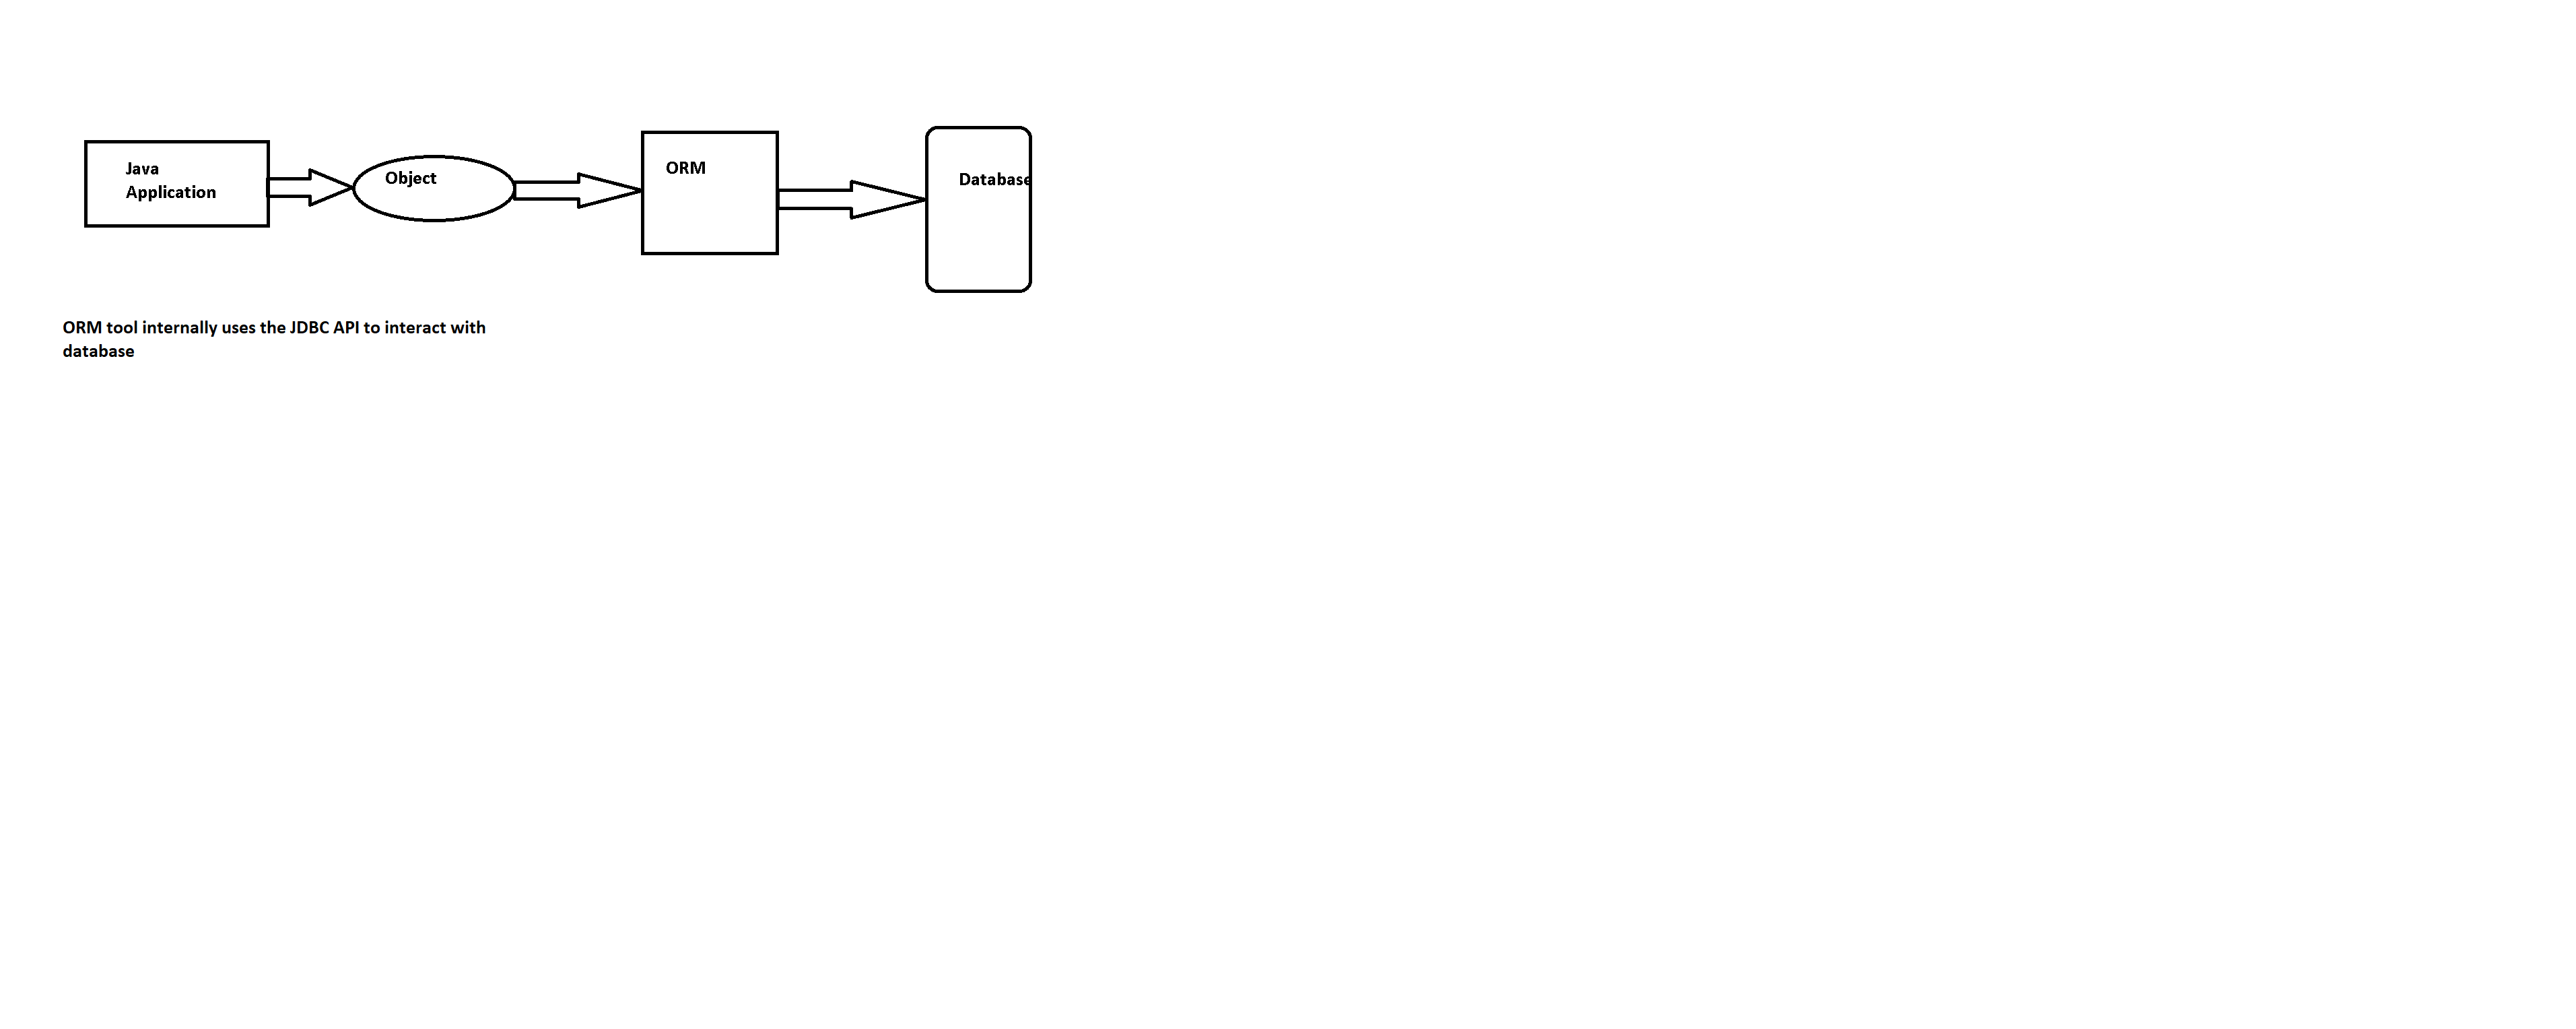 Java
Application
Object
ORM
Database
ORM tool internally uses the JDBC API to interact with
database